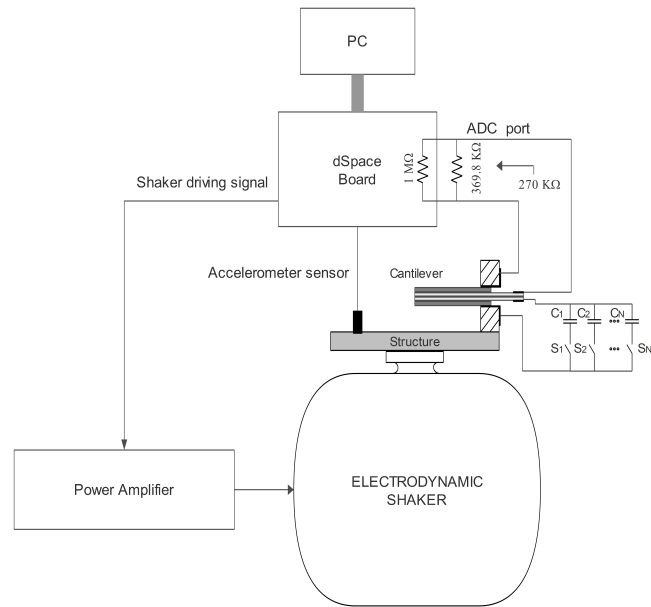 PC
ADC port
dSpace
Board
1 MΩ
369.8 KΩ
270 KΩ
Shaker driving signal
Accelerometer sensor
Cantilever
C1 C2 CN
S1 S2 SN
Structure
Power Amplifier
ELECTRODYNAMIC
SHAKER